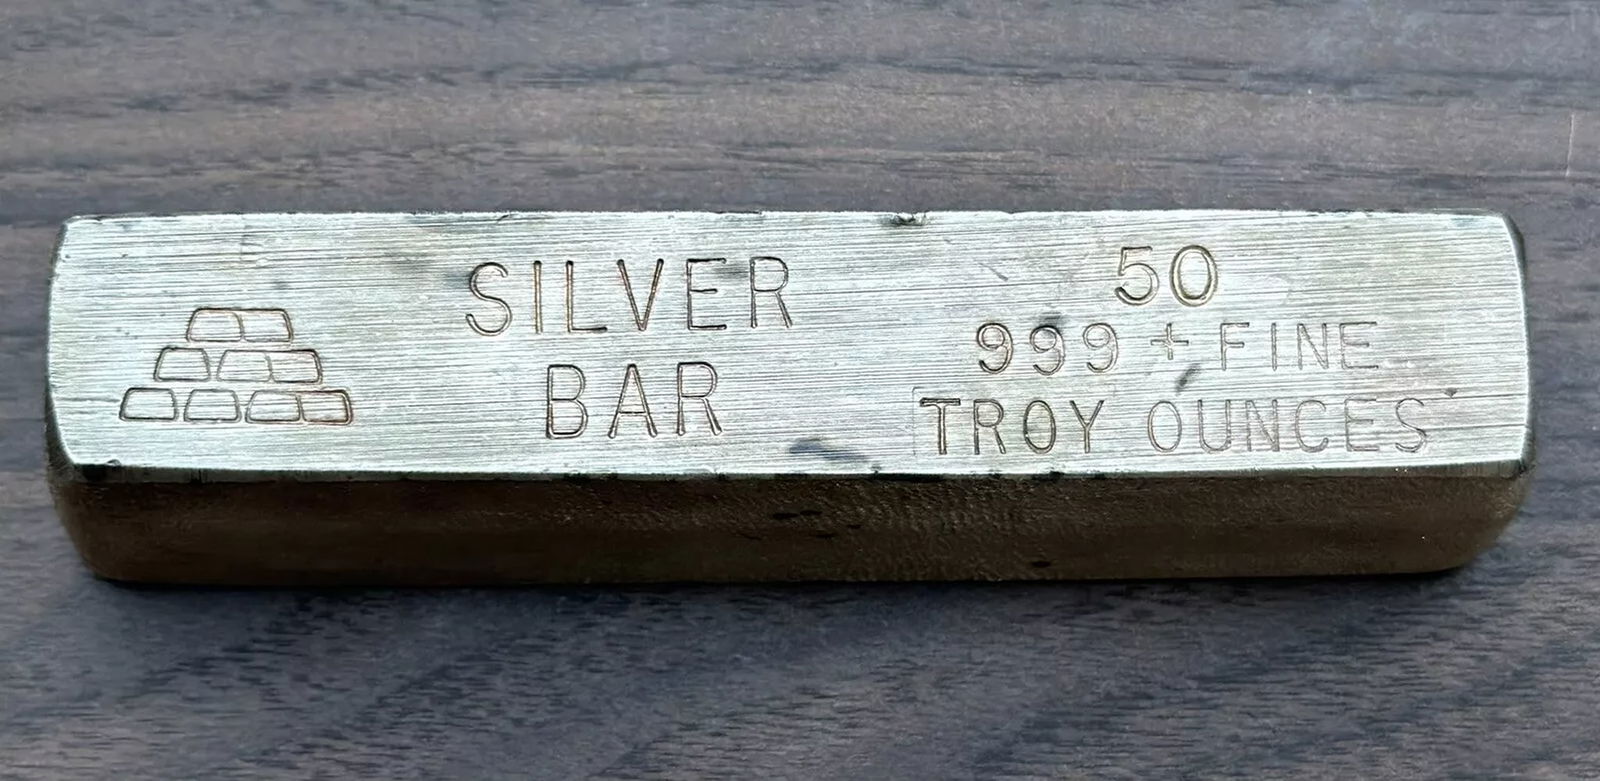 SILVER
BAR
50
999 + FINE
TROY OUNCES